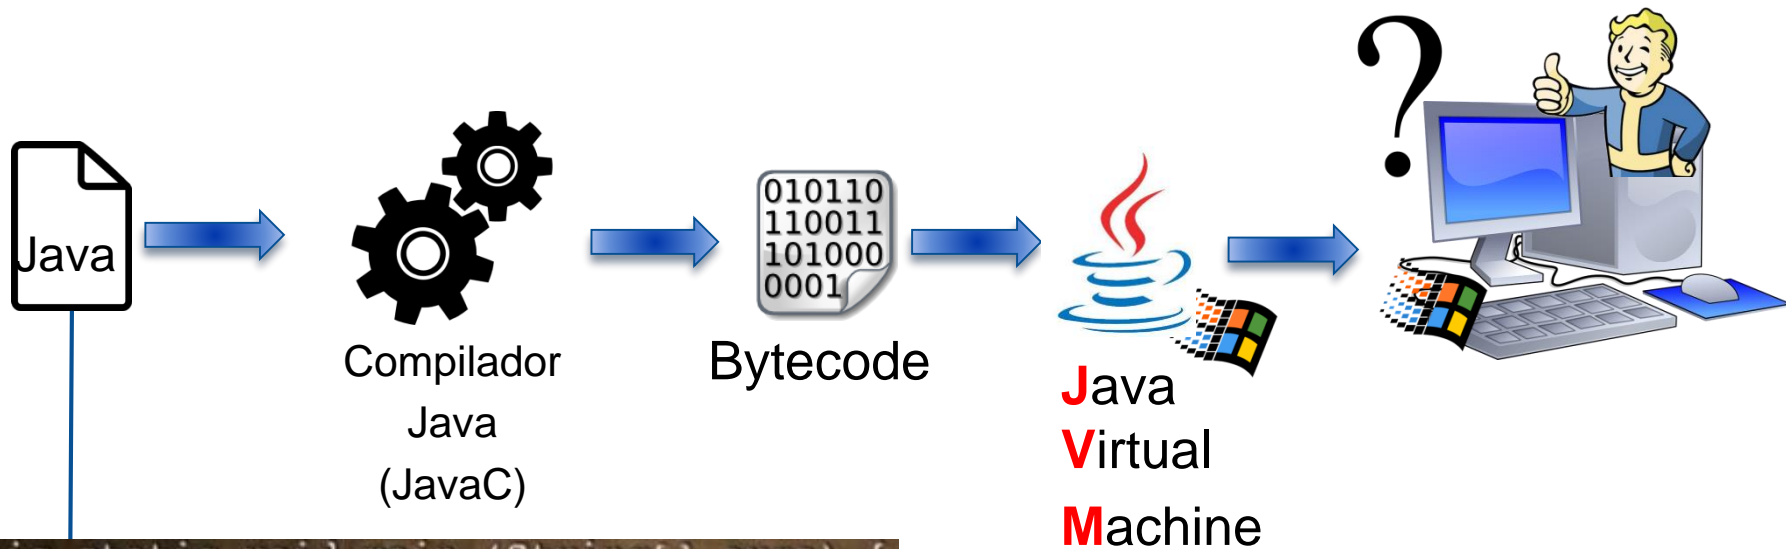 Java
010110
110011
101000
0001
?
Compilador
Java
(JavaC)
Bytecode
Java
Virtual
Machine